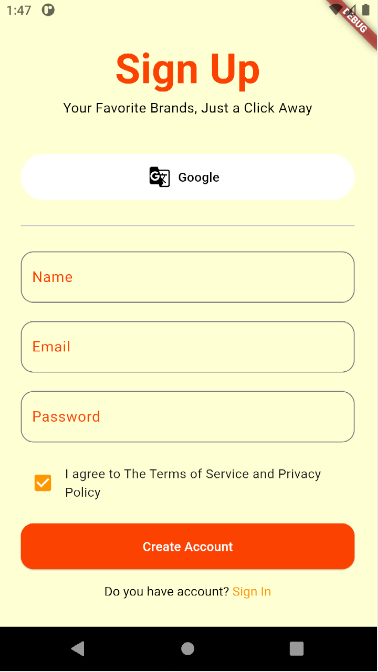 1:47
DEBUG
Sign Up
Your Favorite Brands, Just a Click Away
Google
Name
Email
Password
I agree to The Terms of Service and Privacy
Policy
Create Account
Do you have account? Sign In